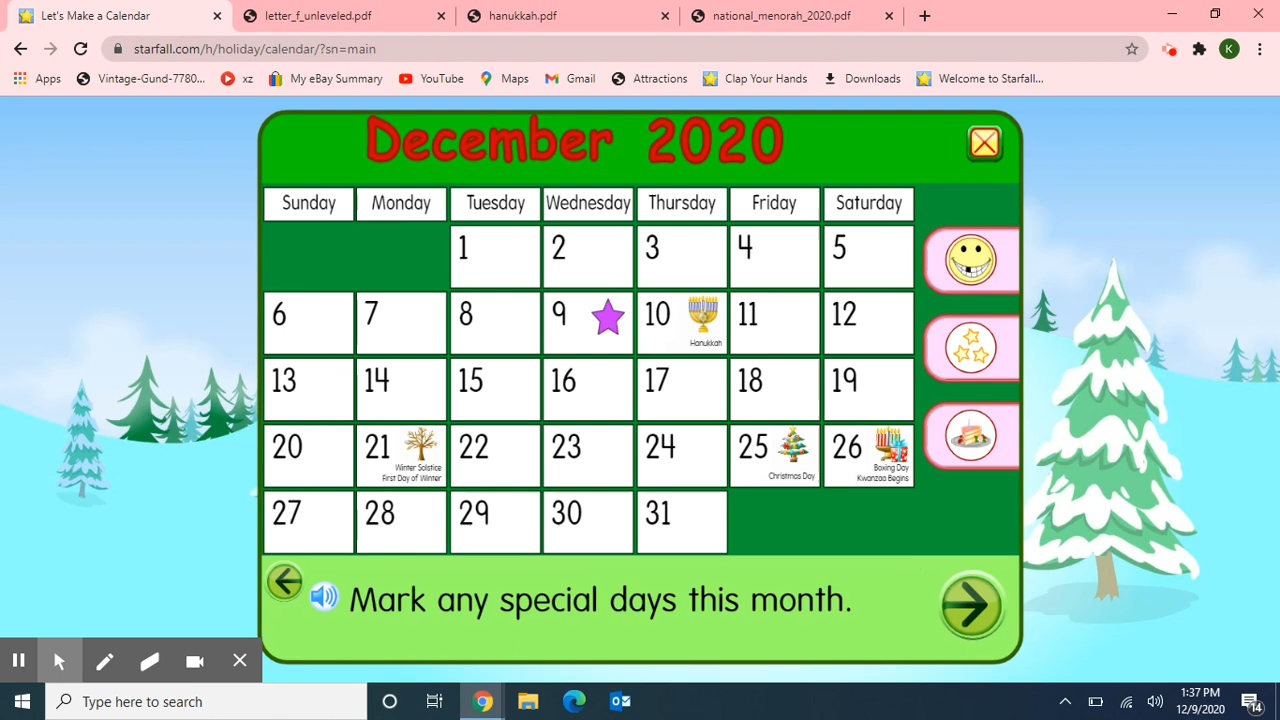 Let's Make a Calendar
letter_f_unleveled.pdf
hanukkah.pdf
national_menorah_2020.pdf
starfall.com/h/holiday/calendar/?sn=main
K
Apps
Vintage-Gund-7780...
xz
My eBay Summary
YouTube
Maps
Gmail
Attractions
Clap Your Hands
Downloads
Welcome to Starfall...
December 2020
Sunday Monday Tuesday Wednesday Thursday Friday Saturday
1 2 3 4 5
6 7 8 9 10 11 12
Hanukkah
13 14 15 16 17 18 19
20 21 22 23 24 25 26
Winter Solstice
First Day of Winter
Christmas Day
Boxing Day
Kwanzaa Begins
27 28 29 30 31
Mark any special days this month.
Type here to search
1:37 PM
12/9/2020
14